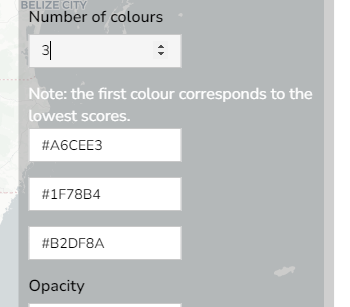 BELIZE CITY
Number of colours
3
Note: the first colour corresponds to the
lowest scores.
#A6CEE3
#1F78B4
#B2DF8A
Opacity